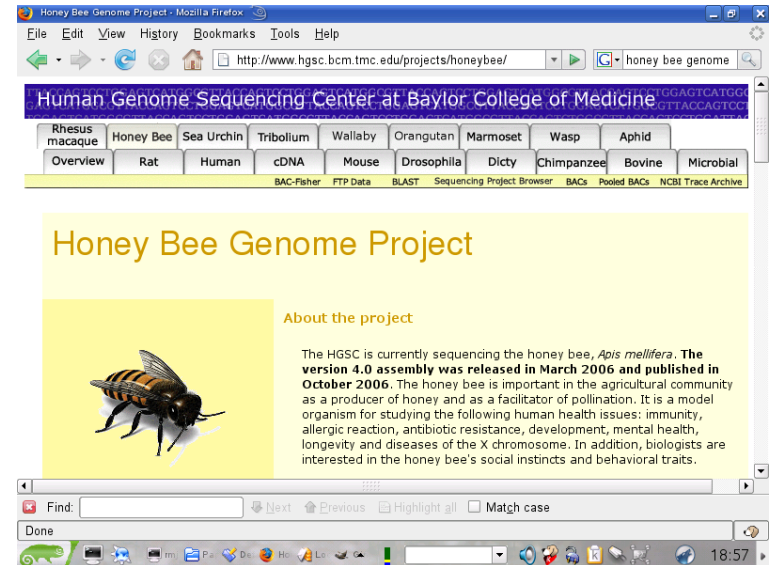 Honey Bee Genome Project - Mozilla Firefox
File Edit View History Bookmarks Tools Help
http://www.hgsc.bcm.tmc.edu/projects/honeybee/ G honey bee genome
Human Genome Sequencing Center at Baylor College of Medicine
Rhesus macaque Honey Bee Sea Urchin Tribolium Wallaby Orangutan Marmoset Wasp Aphid
Overview Rat Human cDNA Mouse Drosophila Dicty Chimpanzee Bovine Microbial
BAC-Fisher FTP Data BLAST Sequencing Project Browser BACs Pooled BACs NCBI Trace Archive
Honey Bee Genome Project
About the project
The HGSC is currently sequencing the honey bee, Apis mellifera. The
version 4.0 assembly was released in March 2006 and published in
October 2006. The honey bee is important in the agricultural community
as a producer of honey and as a facilitator of pollination. It is a model
organism for studying the following human health issues: immunity,
allergic reaction, antibiotic resistance, development, mental health,
longevity and diseases of the X chromosome. In addition, biologists are
interested in the honey bee's social instincts and behavioral traits.
Find: Next Previous Highlight all Match case
Done
rm Pa De Ho Lo 18:57